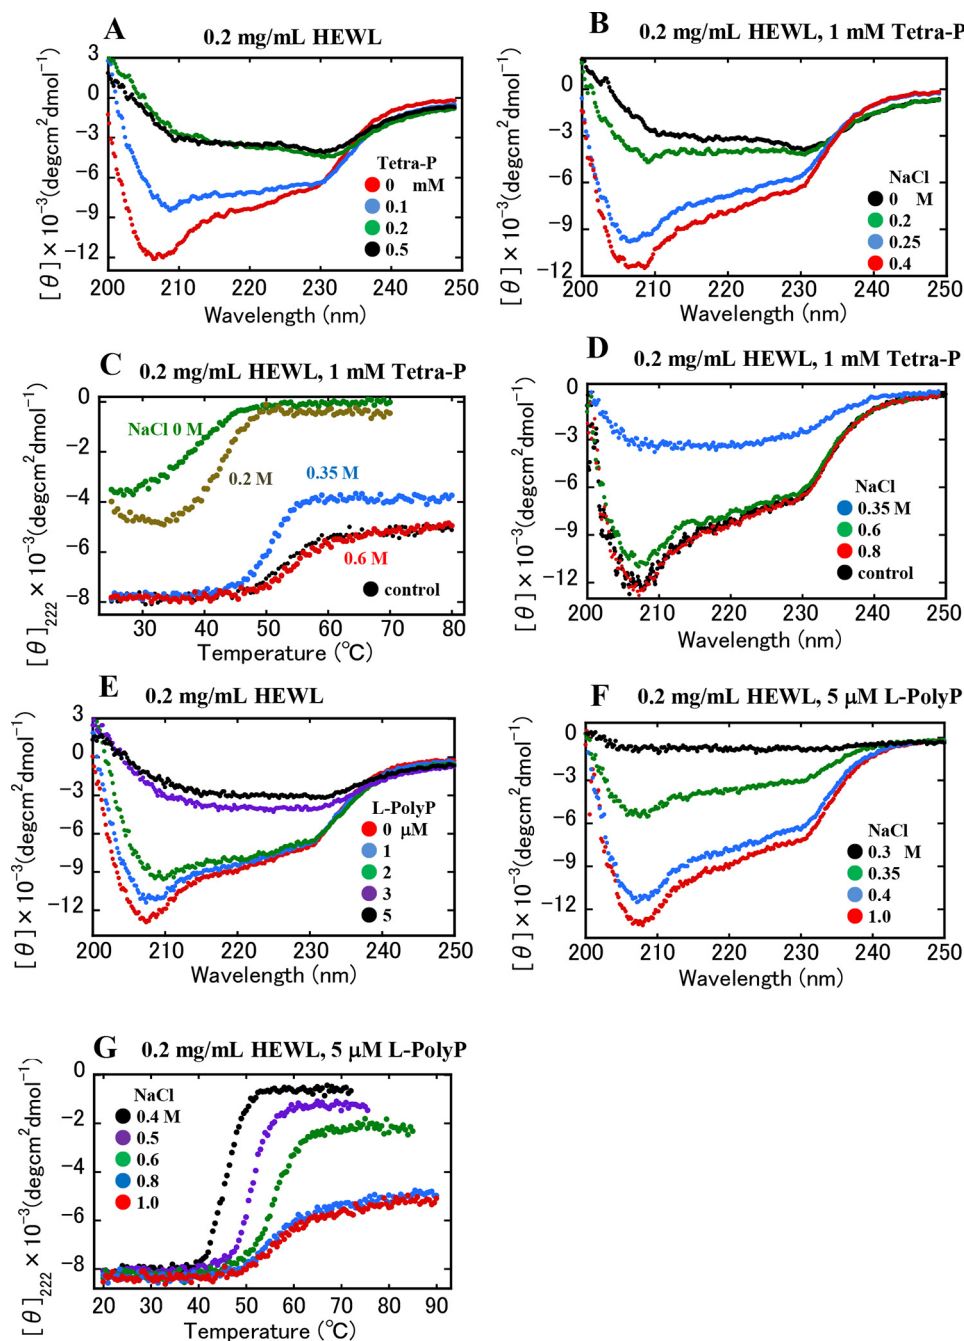 A
0.2 mg/mL HEWL
[θ] × 10⁻³(degcm²dmol⁻¹)
3
0
−3
−6
−9
−12
Tetra-P
0 mM
0.1
0.2
0.5
200 210 220 230 240 250
Wavelength (nm)
B
0.2 mg/mL HEWL, 1 mM Tetra-P
[θ] × 10⁻³(degcm²dmol⁻¹)
0
−3
−6
−9
−12
NaCl
0 M
0.2
0.25
0.4
200 210 220 230 240 250
Wavelength (nm)
C
0.2 mg/mL HEWL, 1 mM Tetra-P
[θ]₂₂₂ × 10⁻³(degcm²dmol⁻¹)
0
−2
−4
−6
−8
NaCl 0 M
0.2 M
0.35 M
0.6 M
control
30 40 50 60 70 80
Temperature (℃)
D
0.2 mg/mL HEWL, 1 mM Tetra-P
[θ] × 10⁻³(degcm²dmol⁻¹)
0
−3
−6
−9
−12
NaCl
0.35 M
0.6
0.8
control
200 210 220 230 240 250
Wavelength (nm)
E
0.2 mg/mL HEWL
[θ] × 10⁻³(degcm²dmol⁻¹)
3
0
−3
−6
−9
−12
L-PolyP
0 μM
1
2
3
5
200 210 220 230 240 250
Wavelength (nm)
F
0.2 mg/mL HEWL, 5 μM L-PolyP
[θ] × 10⁻³(degcm²dmol⁻¹)
0
−3
−6
−9
−12
NaCl
0.3 M
0.35
0.4
1.0
200 210 220 230 240 250
Wavelength (nm)
G
0.2 mg/mL HEWL, 5 μM L-PolyP
[θ]₂₂₂ × 10⁻³(degcm²dmol⁻¹)
0
−2
−4
−6
−8
NaCl
0.4 M
0.5
0.6
0.8
1.0
20 30 40 50 60 70 80 90
Temperature (℃)